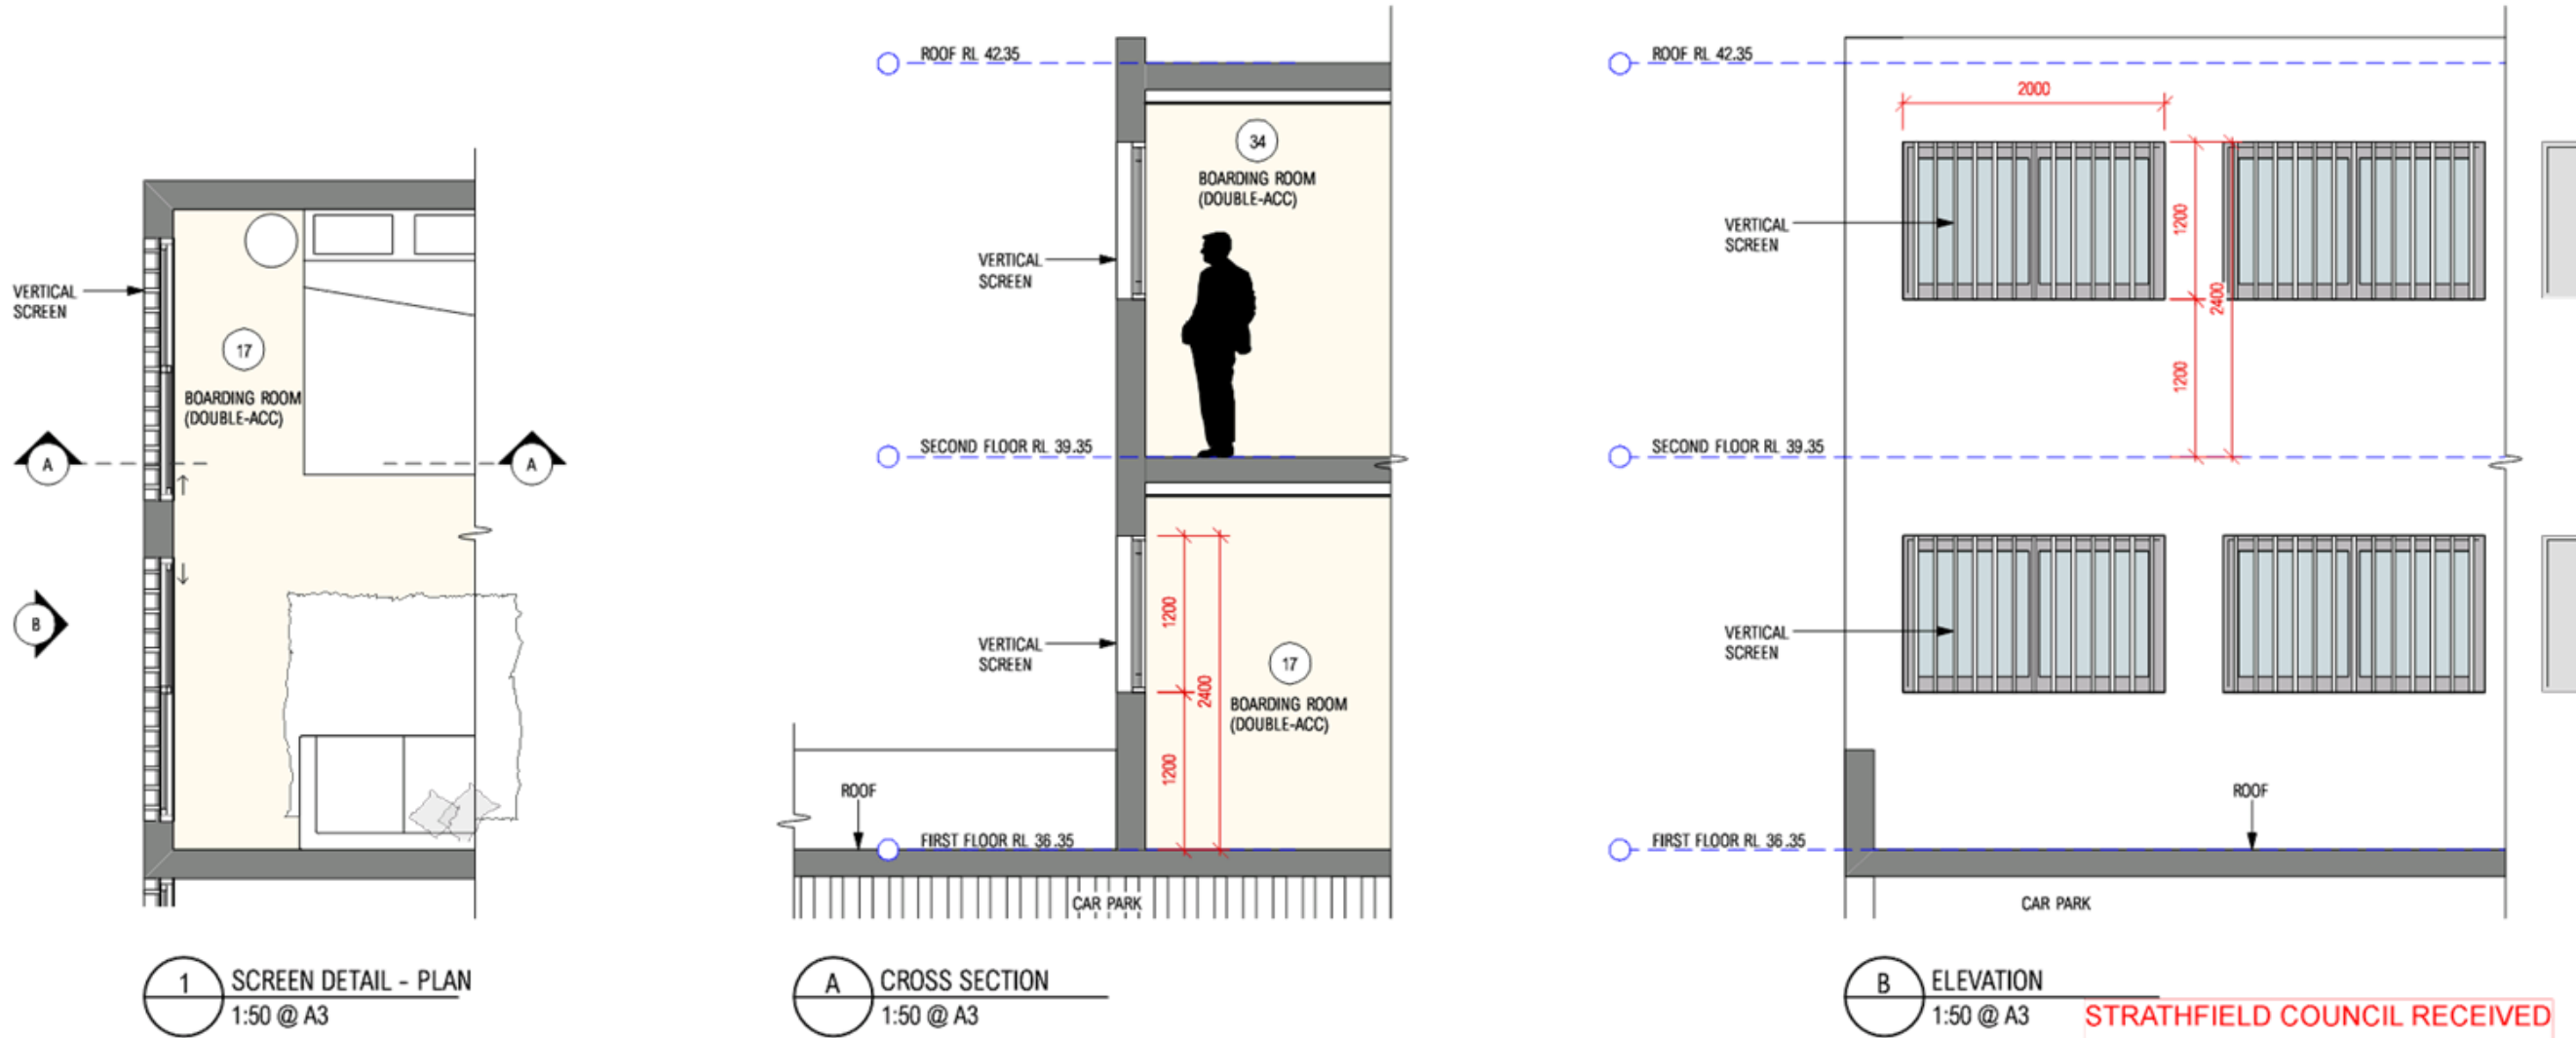 VERTICAL
SCREEN
17
BOARDING ROOM
(DOUBLE-ACC)
A
A
B
1
SCREEN DETAIL - PLAN
1:50 @ A3
ROOF RL 42.35
34
BOARDING ROOM
(DOUBLE-ACC)
VERTICAL
SCREEN
SECOND FLOOR RL 39.35
1200
2400
1200
VERTICAL
SCREEN
17
BOARDING ROOM
(DOUBLE-ACC)
ROOF
FIRST FLOOR RL 36.35
CAR PARK
A
CROSS SECTION
1:50 @ A3
ROOF RL 42.35
2000
VERTICAL
SCREEN
1200
2400
1200
SECOND FLOOR RL 39.35
VERTICAL
SCREEN
ROOF
FIRST FLOOR RL 36.35
CAR PARK
B
ELEVATION
1:50 @ A3
STRATHFIELD COUNCIL RECEIVED